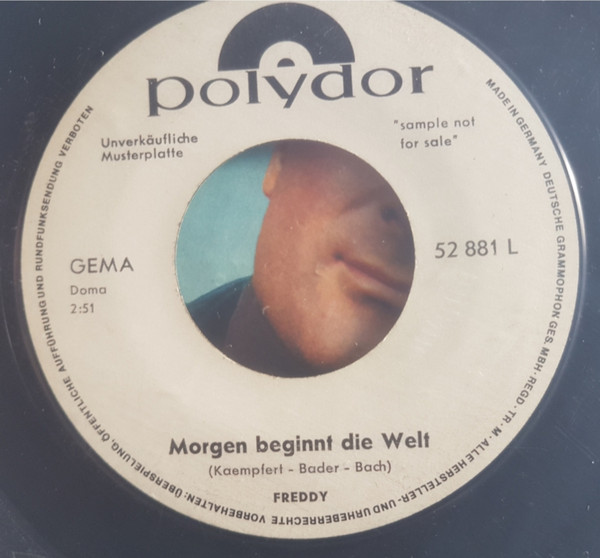 polydor
Unverkäufliche
Musterplatte
"sample not
for sale"
GEMA
Doma
2:51
52 881 L
Morgen beginnt die Welt
(Kaempfert - Bader - Bach)
FREDDY
MADE IN GERMANY DEUTSCHE GRAMMOPHON GES. MBH · REGD · TR · M · ALLE HERSTELLER- UND URHEBERRECHTE VORBEHALTEN: ÜBERSPIELUNG, ÖFFENTLICHE AUFFÜHRUNG UND RUNDFUNKSENDUNG VERBOTEN